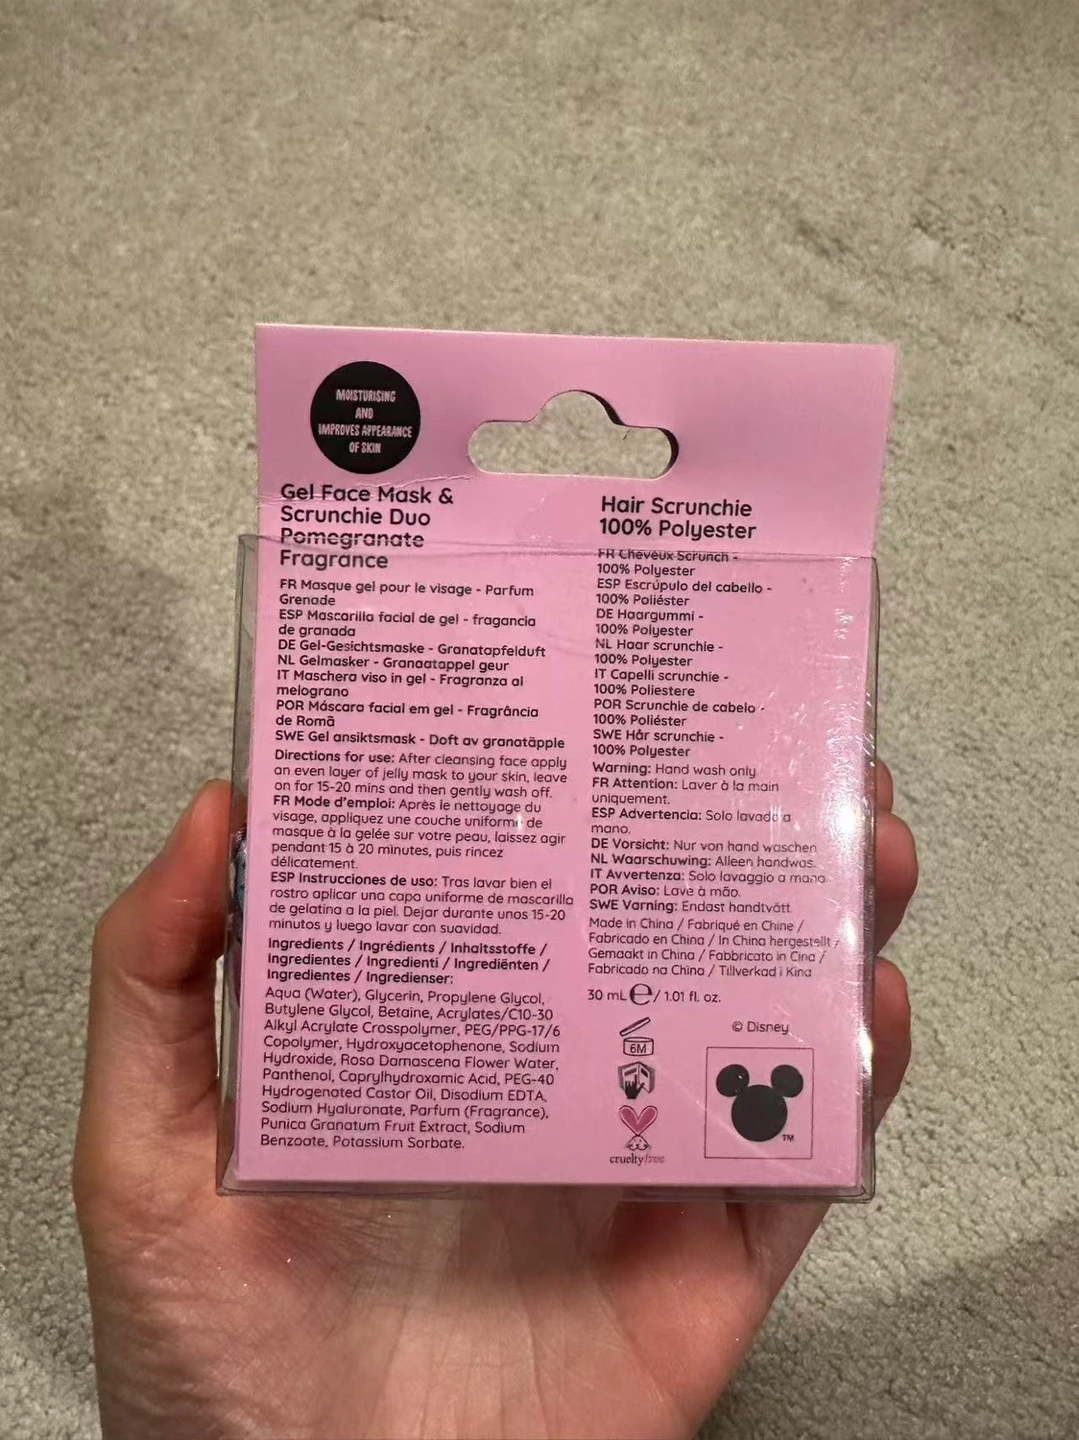 MOISTURISING
AND
IMPROVES APPEARANCE
OF SKIN
Gel Face Mask &
Scrunchie Duo
Pomegranate
Fragrance
FR Masque gel pour le visage - Parfum
Grenade
ESP Mascarilla facial de gel - fragancia
de granada
DE Gel-Gesichtsmaske - Granatapfelduft
NL Gelmasker - Granaatappel geur
IT Maschera viso in gel - Fragranza al
melograno
POR Máscara facial em gel - Fragrância
de Romã
SWE Gel ansiktsmask - Doft av granatäpple
Directions for use: After cleansing face apply
an even layer of jelly mask to your skin, leave
on for 15-20 mins and then gently wash off.
FR Mode d'emploi: Après le nettoyage du
visage, appliquez une couche uniforme de
masque à la gelée sur votre peau, laissez agir
pendant 15 à 20 minutes, puis rincez
délicatement.
ESP Instrucciones de uso: Tras lavar bien el
rostro aplicar una capa uniforme de mascarilla
de gelatina a la piel. Dejar durante unos 15-20
minutos y luego lavar con suavidad.
Ingredients / Ingrédients / Inhaltsstoffe /
Ingredientes / Ingredienti / Ingrediënten /
Ingredientes / Ingredienser:
Aqua (Water), Glycerin, Propylene Glycol,
Butylene Glycol, Betaine, Acrylates/C10-30
Alkyl Acrylate Crosspolymer, PEG/PPG-17/6
Copolymer, Hydroxyacetophenone, Sodium
Hydroxide, Rosa Damascena Flower Water,
Panthenol, Caprylhydroxamic Acid, PEG-40
Hydrogenated Castor Oil, Disodium EDTA,
Sodium Hyaluronate, Parfum (Fragrance),
Punica Granatum Fruit Extract, Sodium
Benzoate, Potassium Sorbate.
Hair Scrunchie
100% Polyester
FR Cheveux Scrunch -
100% Polyester
ESP Escrúpulo del cabello -
100% Poliéster
DE Haargummi -
100% Polyester
NL Haar scrunchie -
100% Polyester
IT Capelli scrunchie -
100% Poliestere
POR Scrunchie de cabelo -
100% Poliéster
SWE Hår scrunchie -
100% Polyester
Warning: Hand wash only
FR Attention: Laver à la main
uniquement.
ESP Advertencia: Solo lavado a
mano.
DE Vorsicht: Nur von hand waschen
NL Waarschuwing: Alleen handwas.
IT Avvertenza: Solo lavaggio a mano.
POR Aviso: Lave à mão.
SWE Varning: Endast handtvätt.
Made in China / Fabriqué en Chine /
Fabricado en China / In China hergestellt /
Gemaakt in China / Fabbricato in Cina /
Fabricado na China / Tillverkad i Kina
30 mL ℮ / 1.01 fl. oz.
6M
© Disney
TM
crueltyfree